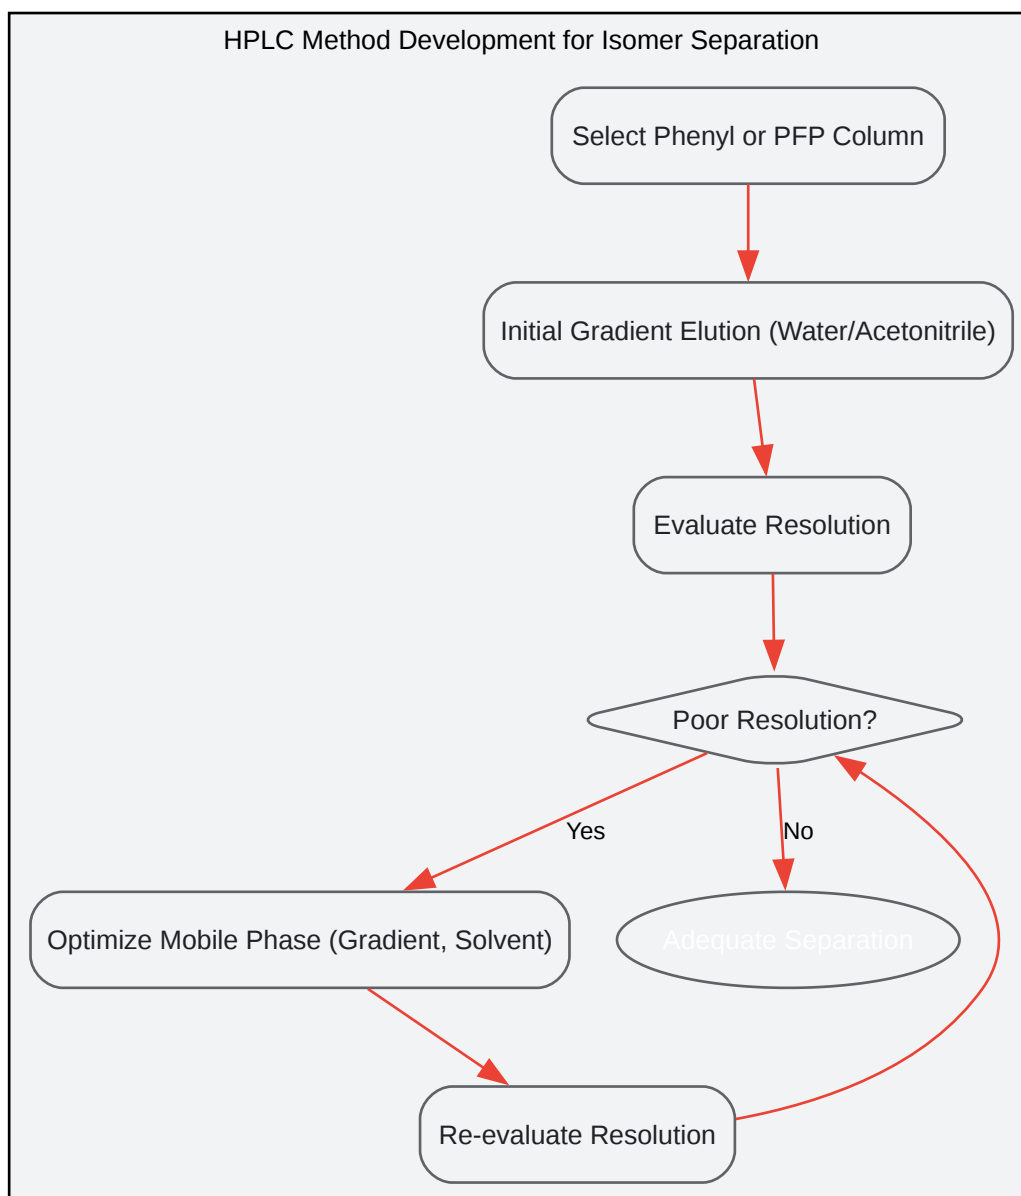 HPLC Method Development for Isomer Separation
Select Phenyl or PFP Column
Initial Gradient Elution (Water/Acetonitrile)
Evaluate Resolution
Poor Resolution?
Yes
No
Optimize Mobile Phase (Gradient, Solvent)
Adequate Separation
Re-evaluate Resolution